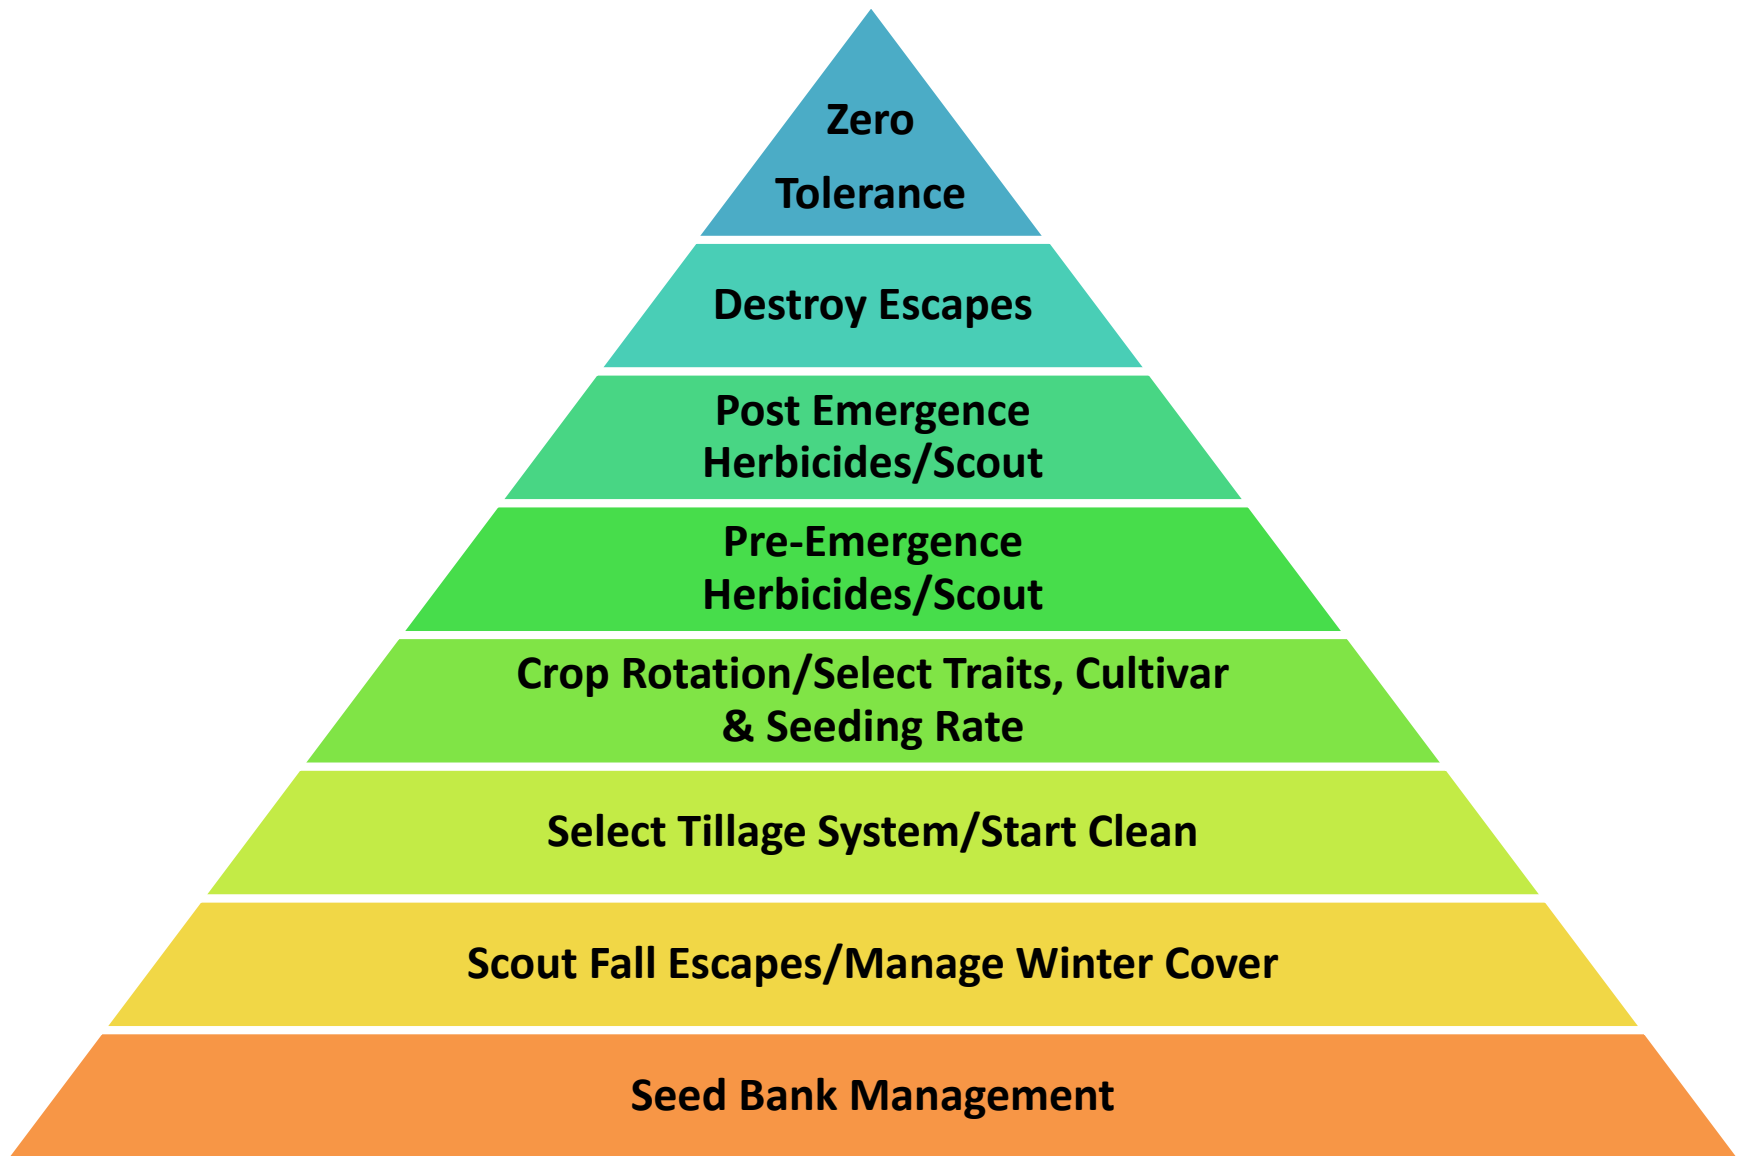 Zero
Tolerance
Destroy Escapes
Post Emergence
Herbicides/Scout
Pre-Emergence
Herbicides/Scout
Crop Rotation/Select Traits, Cultivar
& Seeding Rate
Select Tillage System/Start Clean
Scout Fall Escapes/Manage Winter Cover
Seed Bank Management